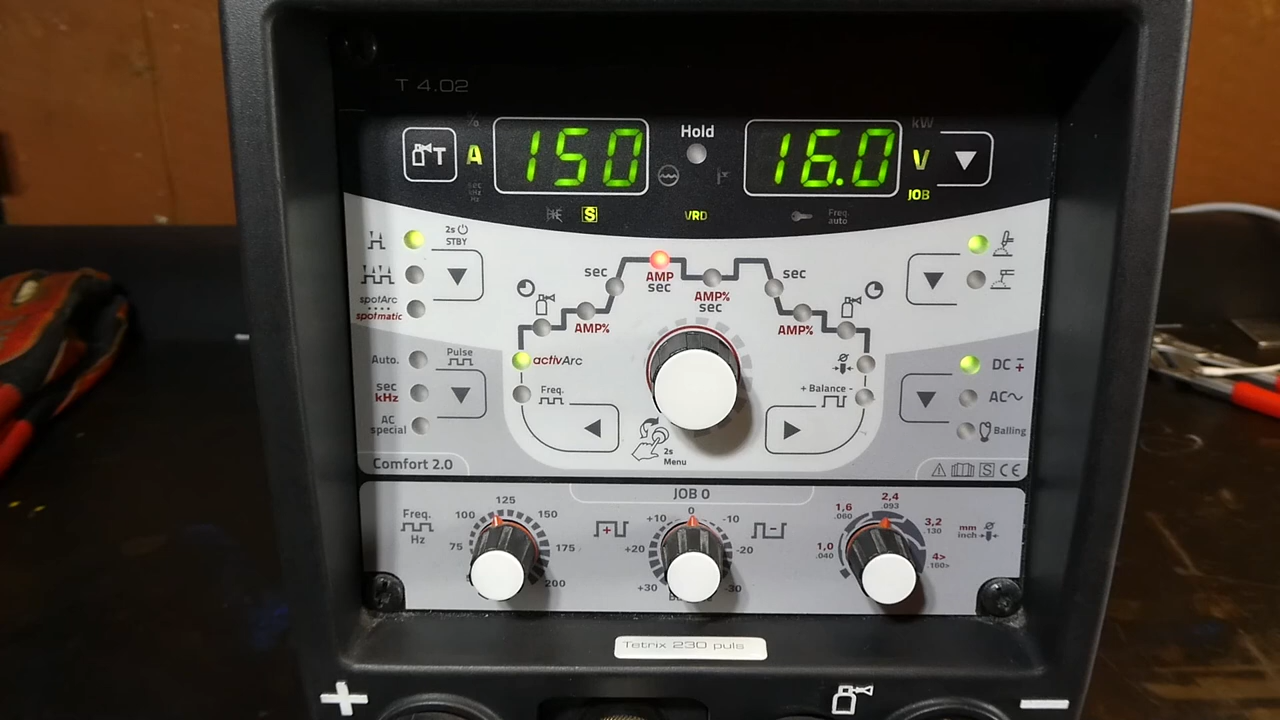 T 4.02
%
kW
T
A
150
Hold
16.0
V
sec
kHz
Hz
JOB
S
VRD
Freq.
auto
2s
STBY
spotArc
spotmatic
sec
AMP
sec
AMP%
sec
sec
AMP%
AMP%
activArc
Freq.
+ Balance -
Auto.
Pulse
sec
kHz
AC
special
DC - +
AC~
Balling
2s
Menu
Comfort 2.0
S CE
JOB 0
Freq.
Hz
75
100
125
150
175
200
+30
+20
+10
0
-10
-20
-30
1,0
.040
1,6
.060
2,4
.093
3,2
.130
4>
.160>
mm
inch
Tetrix 230 puls
+
-